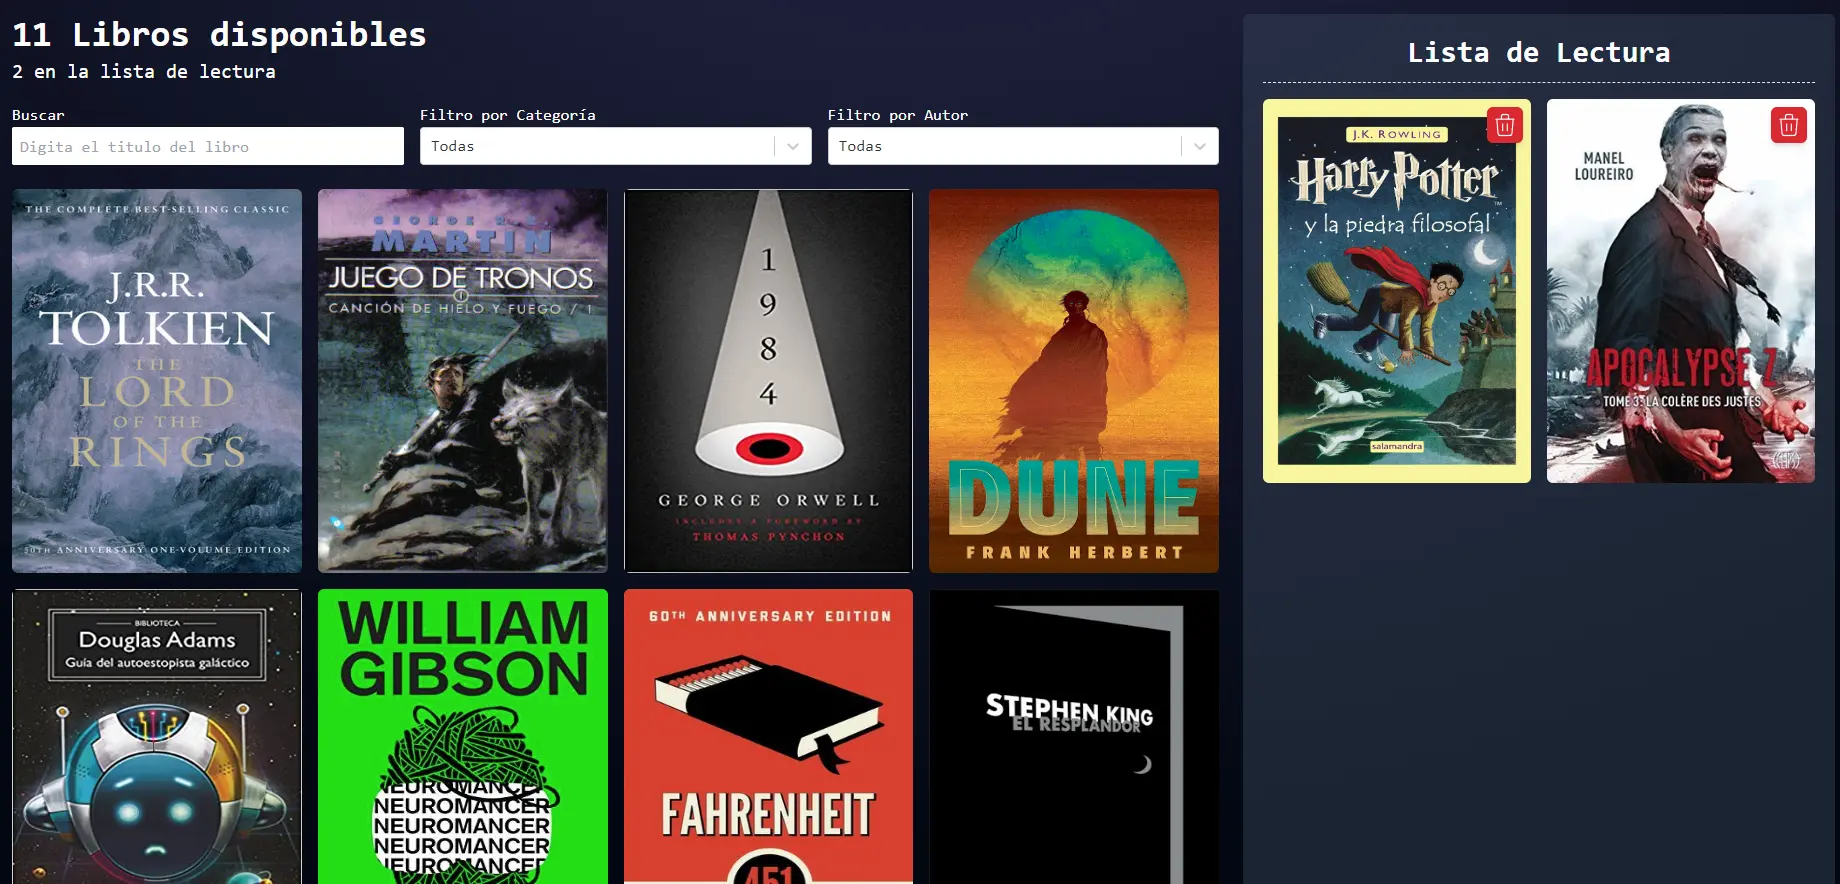 11 Libros disponibles
2 en la lista de lectura
Buscar
Digita el titulo del libro
Filtro por Categoría
Todas
Filtro por Autor
Todas
THE COMPLETE BEST-SELLING CLASSIC
J.R.R.
TOLKIEN
THE
LORD
OF THE
RINGS
50TH ANNIVERSARY ONE-VOLUME EDITION
GEORGE R. R.
MARTIN
JUEGO DE TRONOS
CANCIÓN DE HIELO Y FUEGO / 1
1
9
8
4
GEORGE ORWELL
INCLUDES A FOREWORD BY
THOMAS PYNCHON
DUNE
FRANK HERBERT
BIBLIOTECA
Douglas Adams
Guía del autoestopista galáctico
WILLIAM
GIBSON
NEUROMANCER
NEUROMANCER
NEUROMANCER
NEUROMANCER
NEUROMANCER
60TH ANNIVERSARY EDITION
FAHRENHEIT
451
STEPHEN KING
EL RESPLANDOR
Lista de Lectura
J.K. ROWLING
Harry Potter
y la piedra filosofal
salamandra
MANEL
LOUREIRO
APOCALYPSE Z
TOME 3: LA COLÈRE DES JUSTES